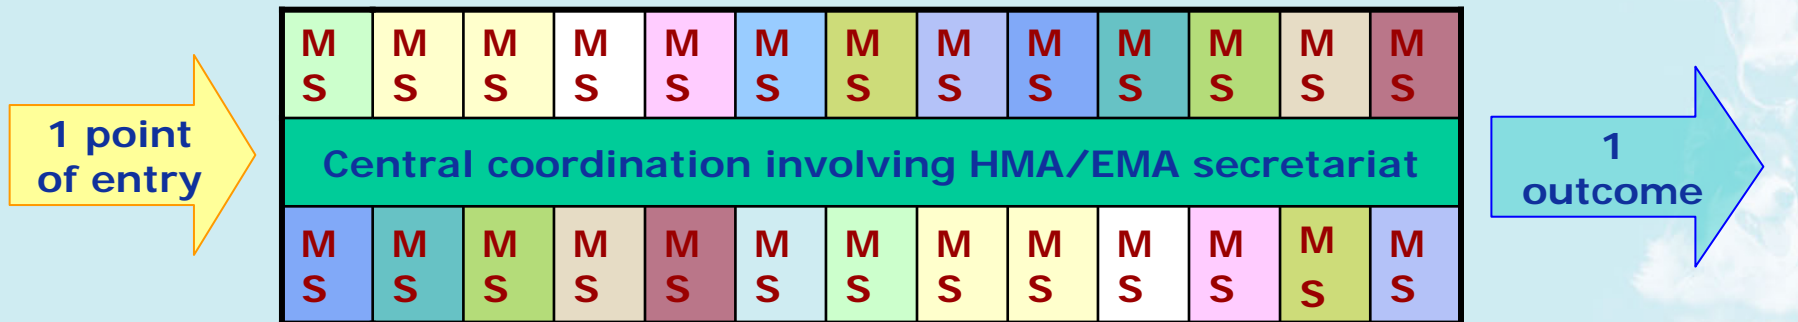 1 point
of entry
M M M M M M M M M M M M M
S S S S S S S S S S S S S
Central coordination involving HMA/EMA secretariat
M M M M M M M M M M M M M
S S S S S S S S S S S S S
1
outcome